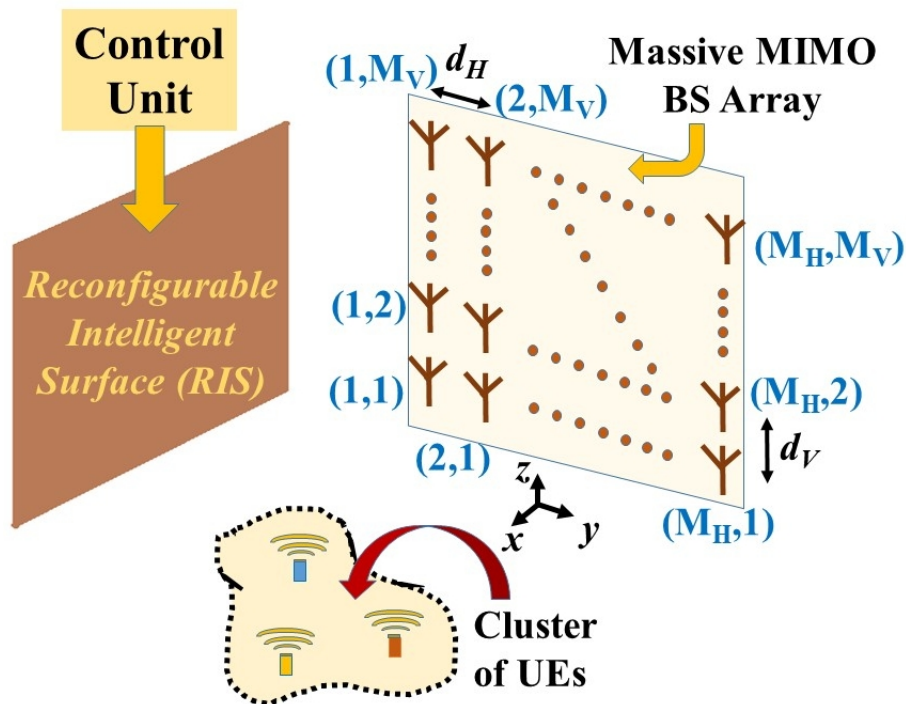 Control
Unit
Reconfigurable
Intelligent
Surface (RIS)
Massive MIMO
BS Array
(1,M_V)
d_H
(2,M_V)
(M_H,M_V)
(1,2)
(1,1)
(M_H,2)
d_V
(2,1)
(M_H,1)
z
x
y
Cluster
of UEs